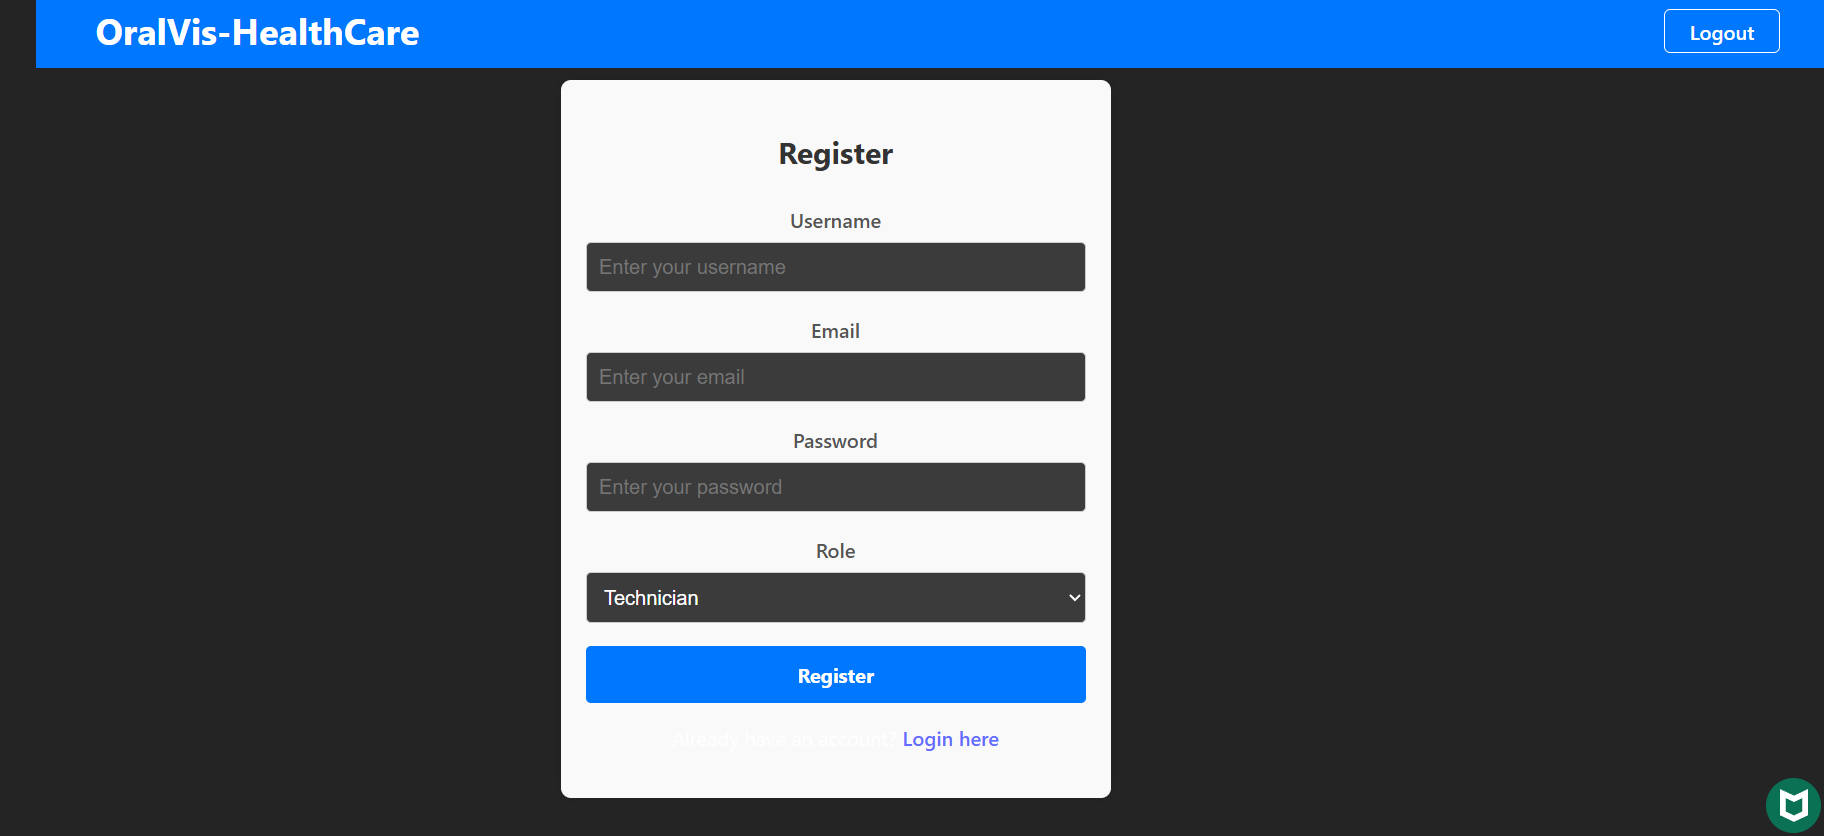 OralVis-HealthCare
Logout
Register
Username
Enter your username
Email
Enter your email
Password
Enter your password
Role
Technician
Register
Already have an account? Login here